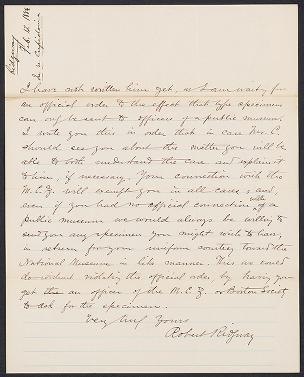 Ridgway
Feb. 12, 188
I have not written him yet, as I am waiting for
an official order to the effect that type specimens
can only be sent to officers of a public museum.
I write you this in order that in case Mr. C.
should see you about this matter you will be
able to both understand the case and explain it
to him, if necessary. Your connection with the
M.C.Z. will exempt you in all cases; and,
even if you had no official connection with a
public museum we would always be willing to
send you any specimen you might wish to have,
in return for your uniform courtesy toward the
National Museum in like manner. This we could
do without violating the official order, by having you
get an officer of the M.C.Z. or Boston Society
to ask for the specimens.
Very truly yours
Robert Ridgway